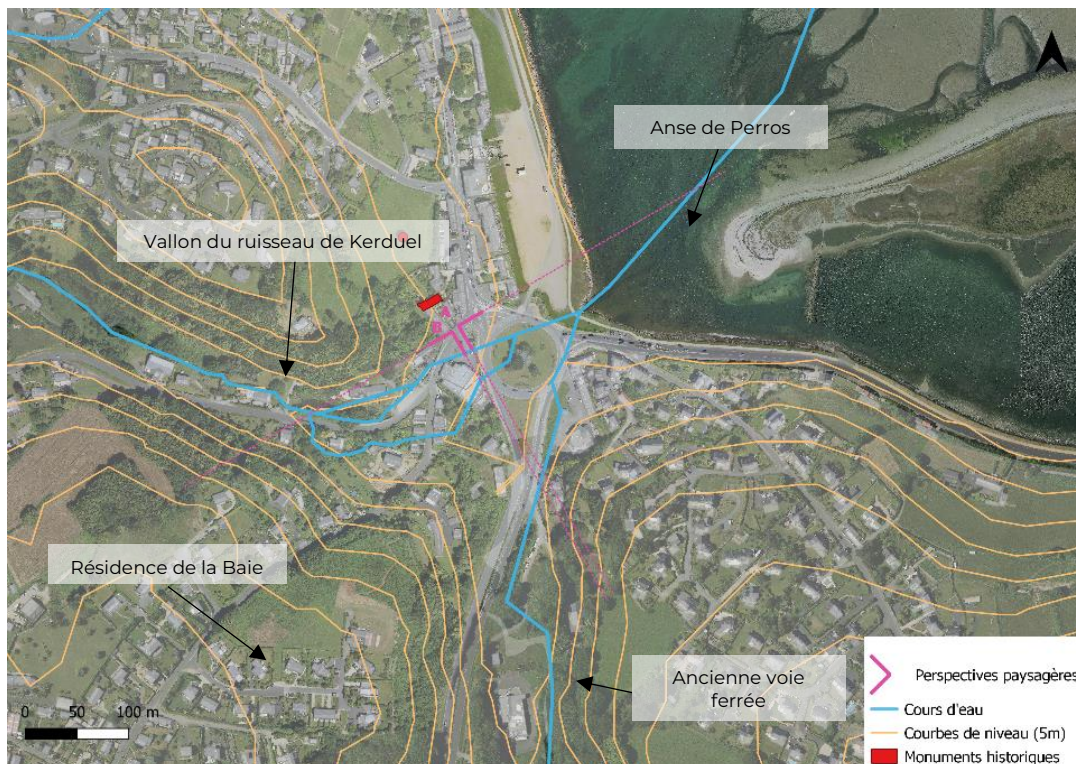 Anse de Perros
Vallon du ruisseau de Kerduel
A
B
Résidence de la Baie
Ancienne voie
ferrée
0 50 100 m
Perspectives paysagères
Cours d'eau
Courbes de niveau (5m)
Monuments historiques